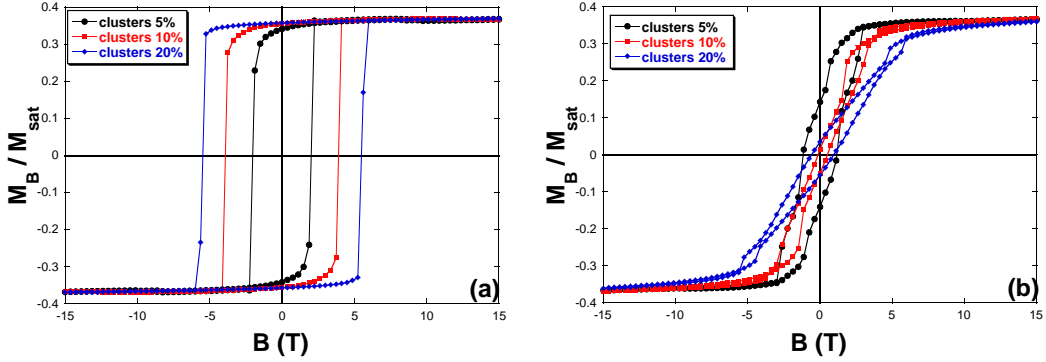 clusters 5%
clusters 10%
clusters 20%
M_B / M_sat
0.4
0.3
0.2
0.1
0
-0.1
-0.2
-0.3
-0.4
-15
-10
-5
0
5
10
15
B (T)
(a)
clusters 5%
clusters 10%
clusters 20%
M_B / M_sat
0.4
0.3
0.2
0.1
0
-0.1
-0.2
-0.3
-0.4
-15
-10
-5
0
5
10
15
B (T)
(b)